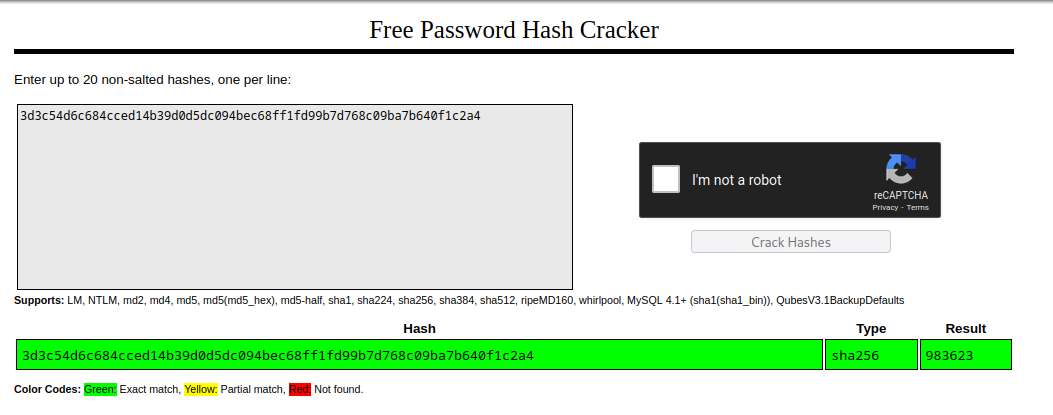 Free Password Hash Cracker
Enter up to 20 non-salted hashes, one per line:
3d3c54d6c684cced14b39d0d5dc094bec68ff1fd99b7d768c09ba7b640f1c2a4
I'm not a robot
reCAPTCHA
Privacy - Terms
Crack Hashes
Supports: LM, NTLM, md2, md4, md5, md5(md5_hex), md5-half, sha1, sha224, sha256, sha384, sha512, ripeMD160, whirlpool, MySQL 4.1+ (sha1(sha1_bin)), QubesV3.1BackupDefaults
Hash Type Result
3d3c54d6c684cced14b39d0d5dc094bec68ff1fd99b7d768c09ba7b640f1c2a4 sha256 983623
Color Codes: Green: Exact match, Yellow: Partial match, Red: Not found.